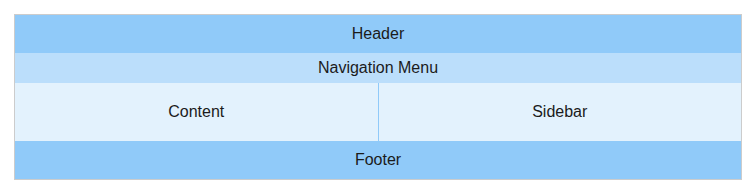 Header
Navigation Menu
Content
Sidebar
Footer